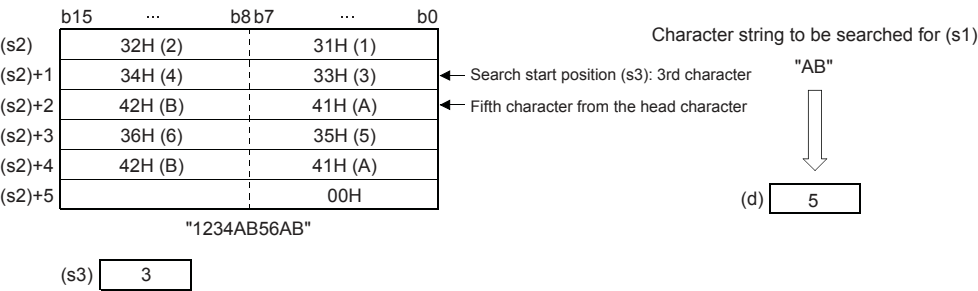 b15 ... b8 b7 ... b0
(s2) 32H (2) 31H (1)
(s2)+1 34H (4) 33H (3) Search start position (s3): 3rd character
(s2)+2 42H (B) 41H (A) Fifth character from the head character
(s2)+3 36H (6) 35H (5)
(s2)+4 42H (B) 41H (A)
(s2)+5 00H
"1234AB56AB"
(s3) 3
Character string to be searched for (s1)
"AB"
(d) 5